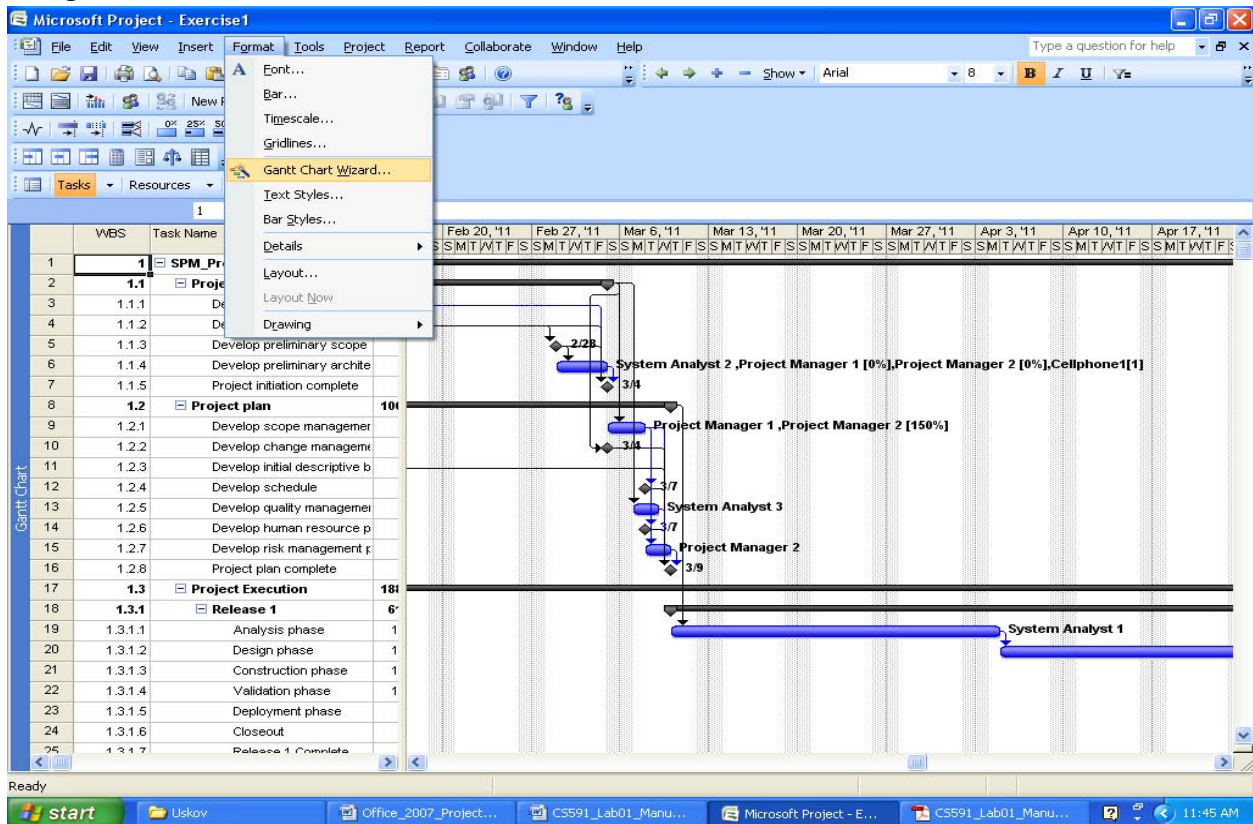 Microsoft Project - Exercise1
File Edit View Insert Format Tools Project Report Collaborate Window Help Type a question for help
Show Arial 8 B I U
New
0% 25%
Tasks Resources
1
Font...
Bar...
Timescale...
Gridlines...
Gantt Chart Wizard...
Text Styles...
Bar Styles...
Details
Layout...
Layout Now
Drawing
WBS Task Name Feb 20, '11 Feb 27, '11 Mar 6, '11 Mar 13, '11 Mar 20, '11 Mar 27, '11 Apr 3, '11 Apr 10, '11 Apr 17, '11
S S M T W T F S S M T W T F S S M T W T F S S M T W T F S S M T W T F S S M T W T F S S M T W T F S S M T W T F S S M T W T F S
1 1 SPM_Pr
2 1.1 Proje
3 1.1.1 De
4 1.1.2 De
5 1.1.3 Develop preliminary scope 2/28
6 1.1.4 Develop preliminary archite System Analyst 2 ,Project Manager 1 [0%],Project Manager 2 [0%],Cellphone1[1]
7 1.1.5 Project initiation complete 3/4
8 1.2 Project plan 10
9 1.2.1 Develop scope managemer Project Manager 1 ,Project Manager 2 [150%]
10 1.2.2 Develop change manageme 3/4
11 1.2.3 Develop initial descriptive b
12 1.2.4 Develop schedule 3/7
13 1.2.5 Develop quality managemer System Analyst 3
14 1.2.6 Develop human resource p 3/7
15 1.2.7 Develop risk management p Project Manager 2
16 1.2.8 Project plan complete 3/9
17 1.3 Project Execution 188
18 1.3.1 Release 1 6
19 1.3.1.1 Analysis phase 1 System Analyst 1
20 1.3.1.2 Design phase 1
21 1.3.1.3 Construction phase 1
22 1.3.1.4 Validation phase 1
23 1.3.1.5 Deployment phase
24 1.3.1.6 Closeout
25 1.3.1.7 Release 1 Complete
Gantt Chart
Ready
start Uskov Office_2007_Project... CS591_Lab01_Manu... Microsoft Project - E... CS591_Lab01_Manu... 11:45 AM